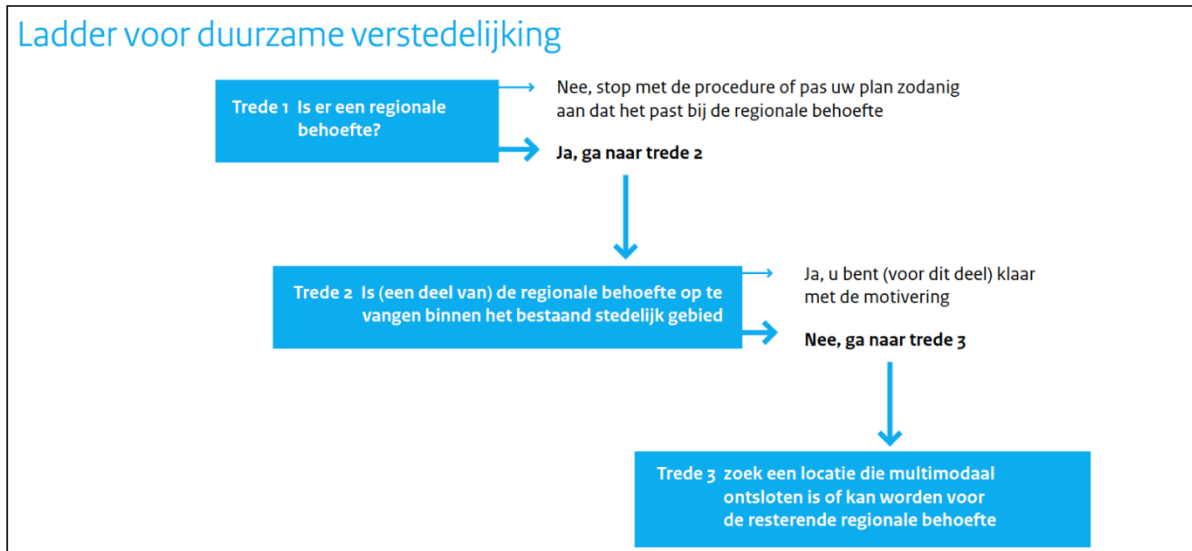 Ladder voor duurzame verstedelijking
Trede 1 Is er een regionale
behoefte?
Nee, stop met de procedure of pas uw plan zodanig
aan dat het past bij de regionale behoefte
Ja, ga naar trede 2
Trede 2 Is (een deel van) de regionale behoefte op te
vangen binnen het bestaand stedelijk gebied
Ja, u bent (voor dit deel) klaar
met de motivering
Nee, ga naar trede 3
Trede 3 zoek een locatie die multimodaal
ontsloten is of kan worden voor
de resterende regionale behoefte